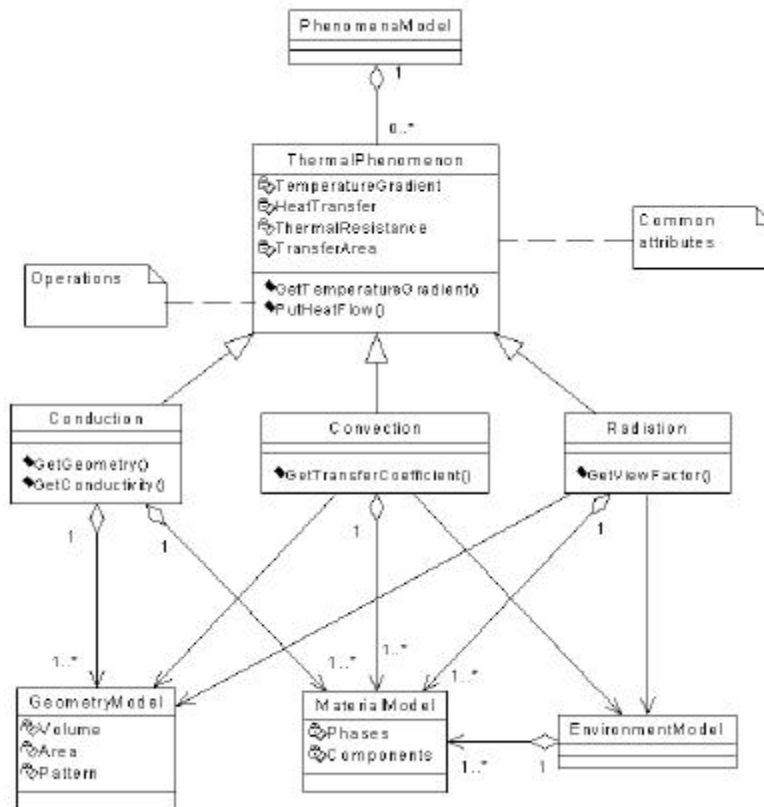 PhenomenaModel
1
0..*
ThermalPhenomenon
TemperatureGradient
HeatTransfer
ThermalResistance
TransferArea
GetTemperatureGradient()
PutHeatFlow()
Common
attributes
Operations
Conduction
GetGeometry()
GetConductivity()
Convection
GetTransferCoefficient()
Radiation
GetViewFactor()
1
1
1
1
1..*
1..*
1..*
1..*
GeometryModel
Volume
Area
Pattern
MaterialModel
Phases
Components
EnvironmentModel
1..*
1